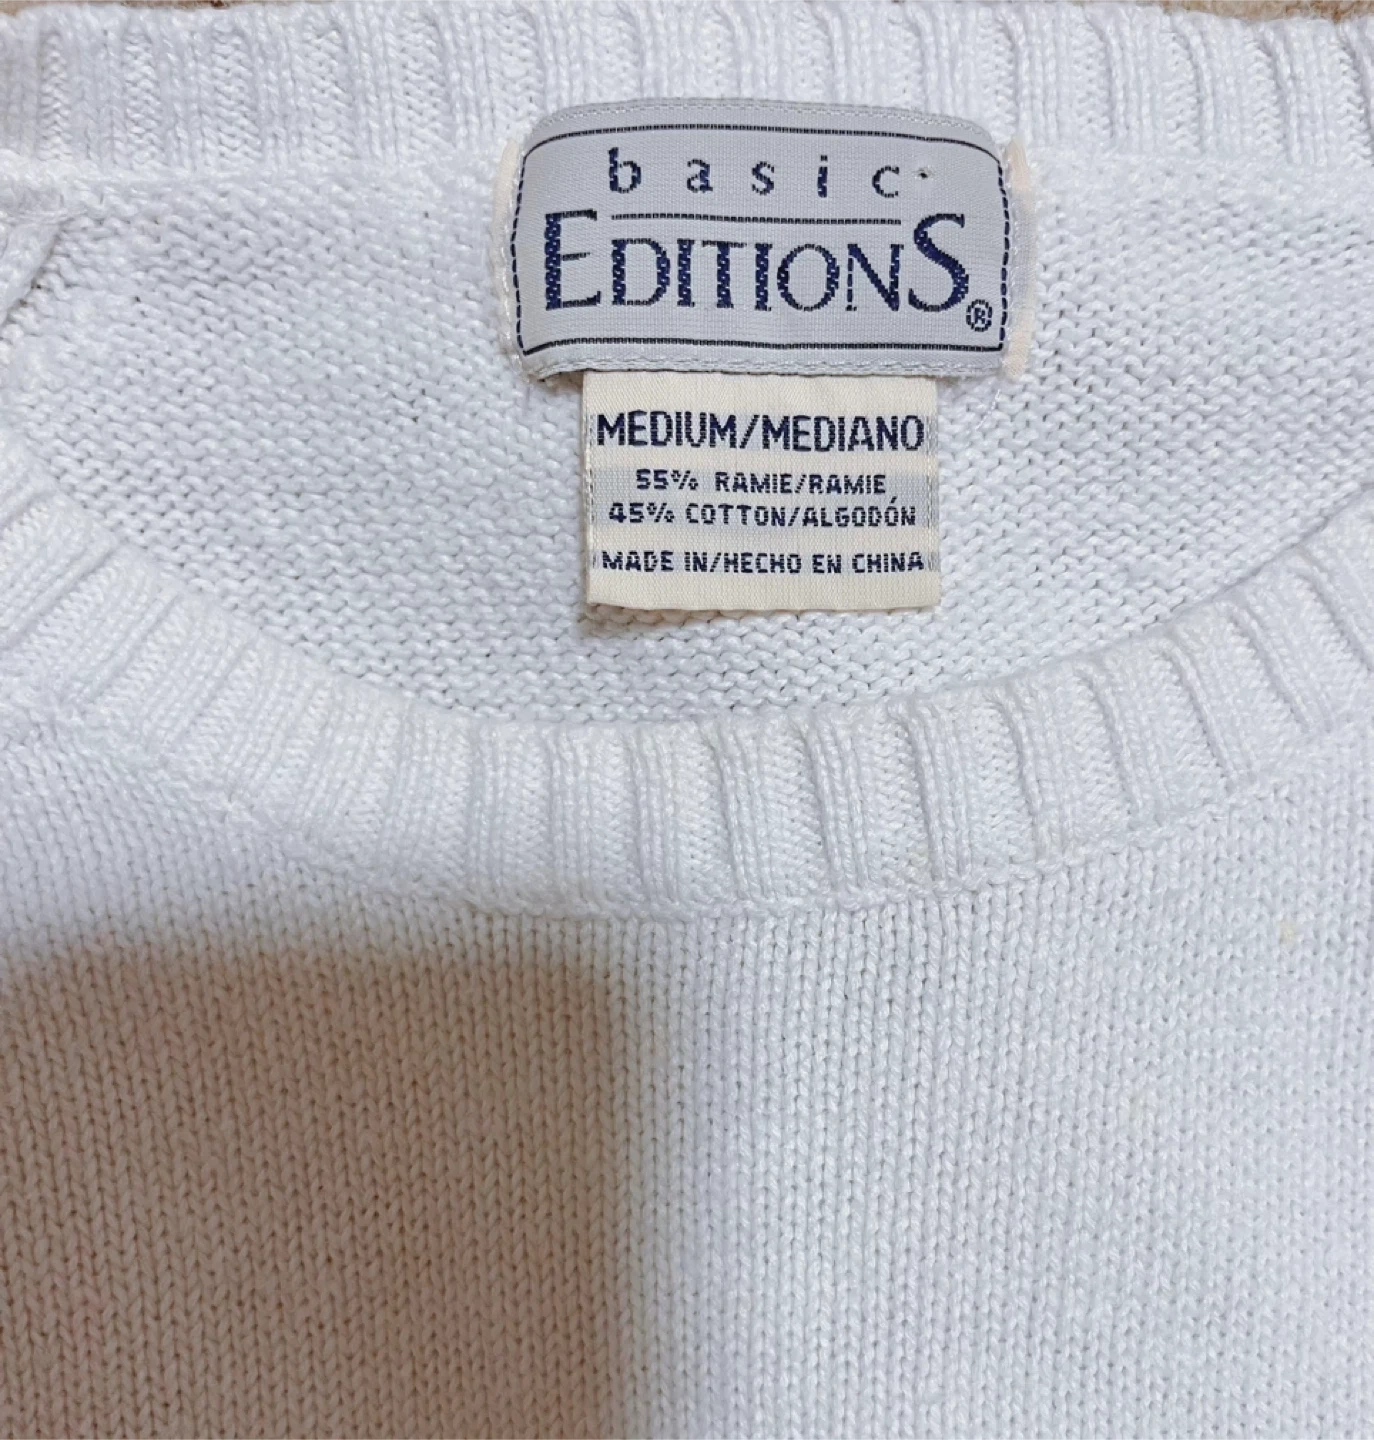 basic
EDITIONS®
MEDIUM/MEDIANO
55% RAMIE/RAMIE
45% COTTON/ALGODÓN
MADE IN/HECHO EN CHINA